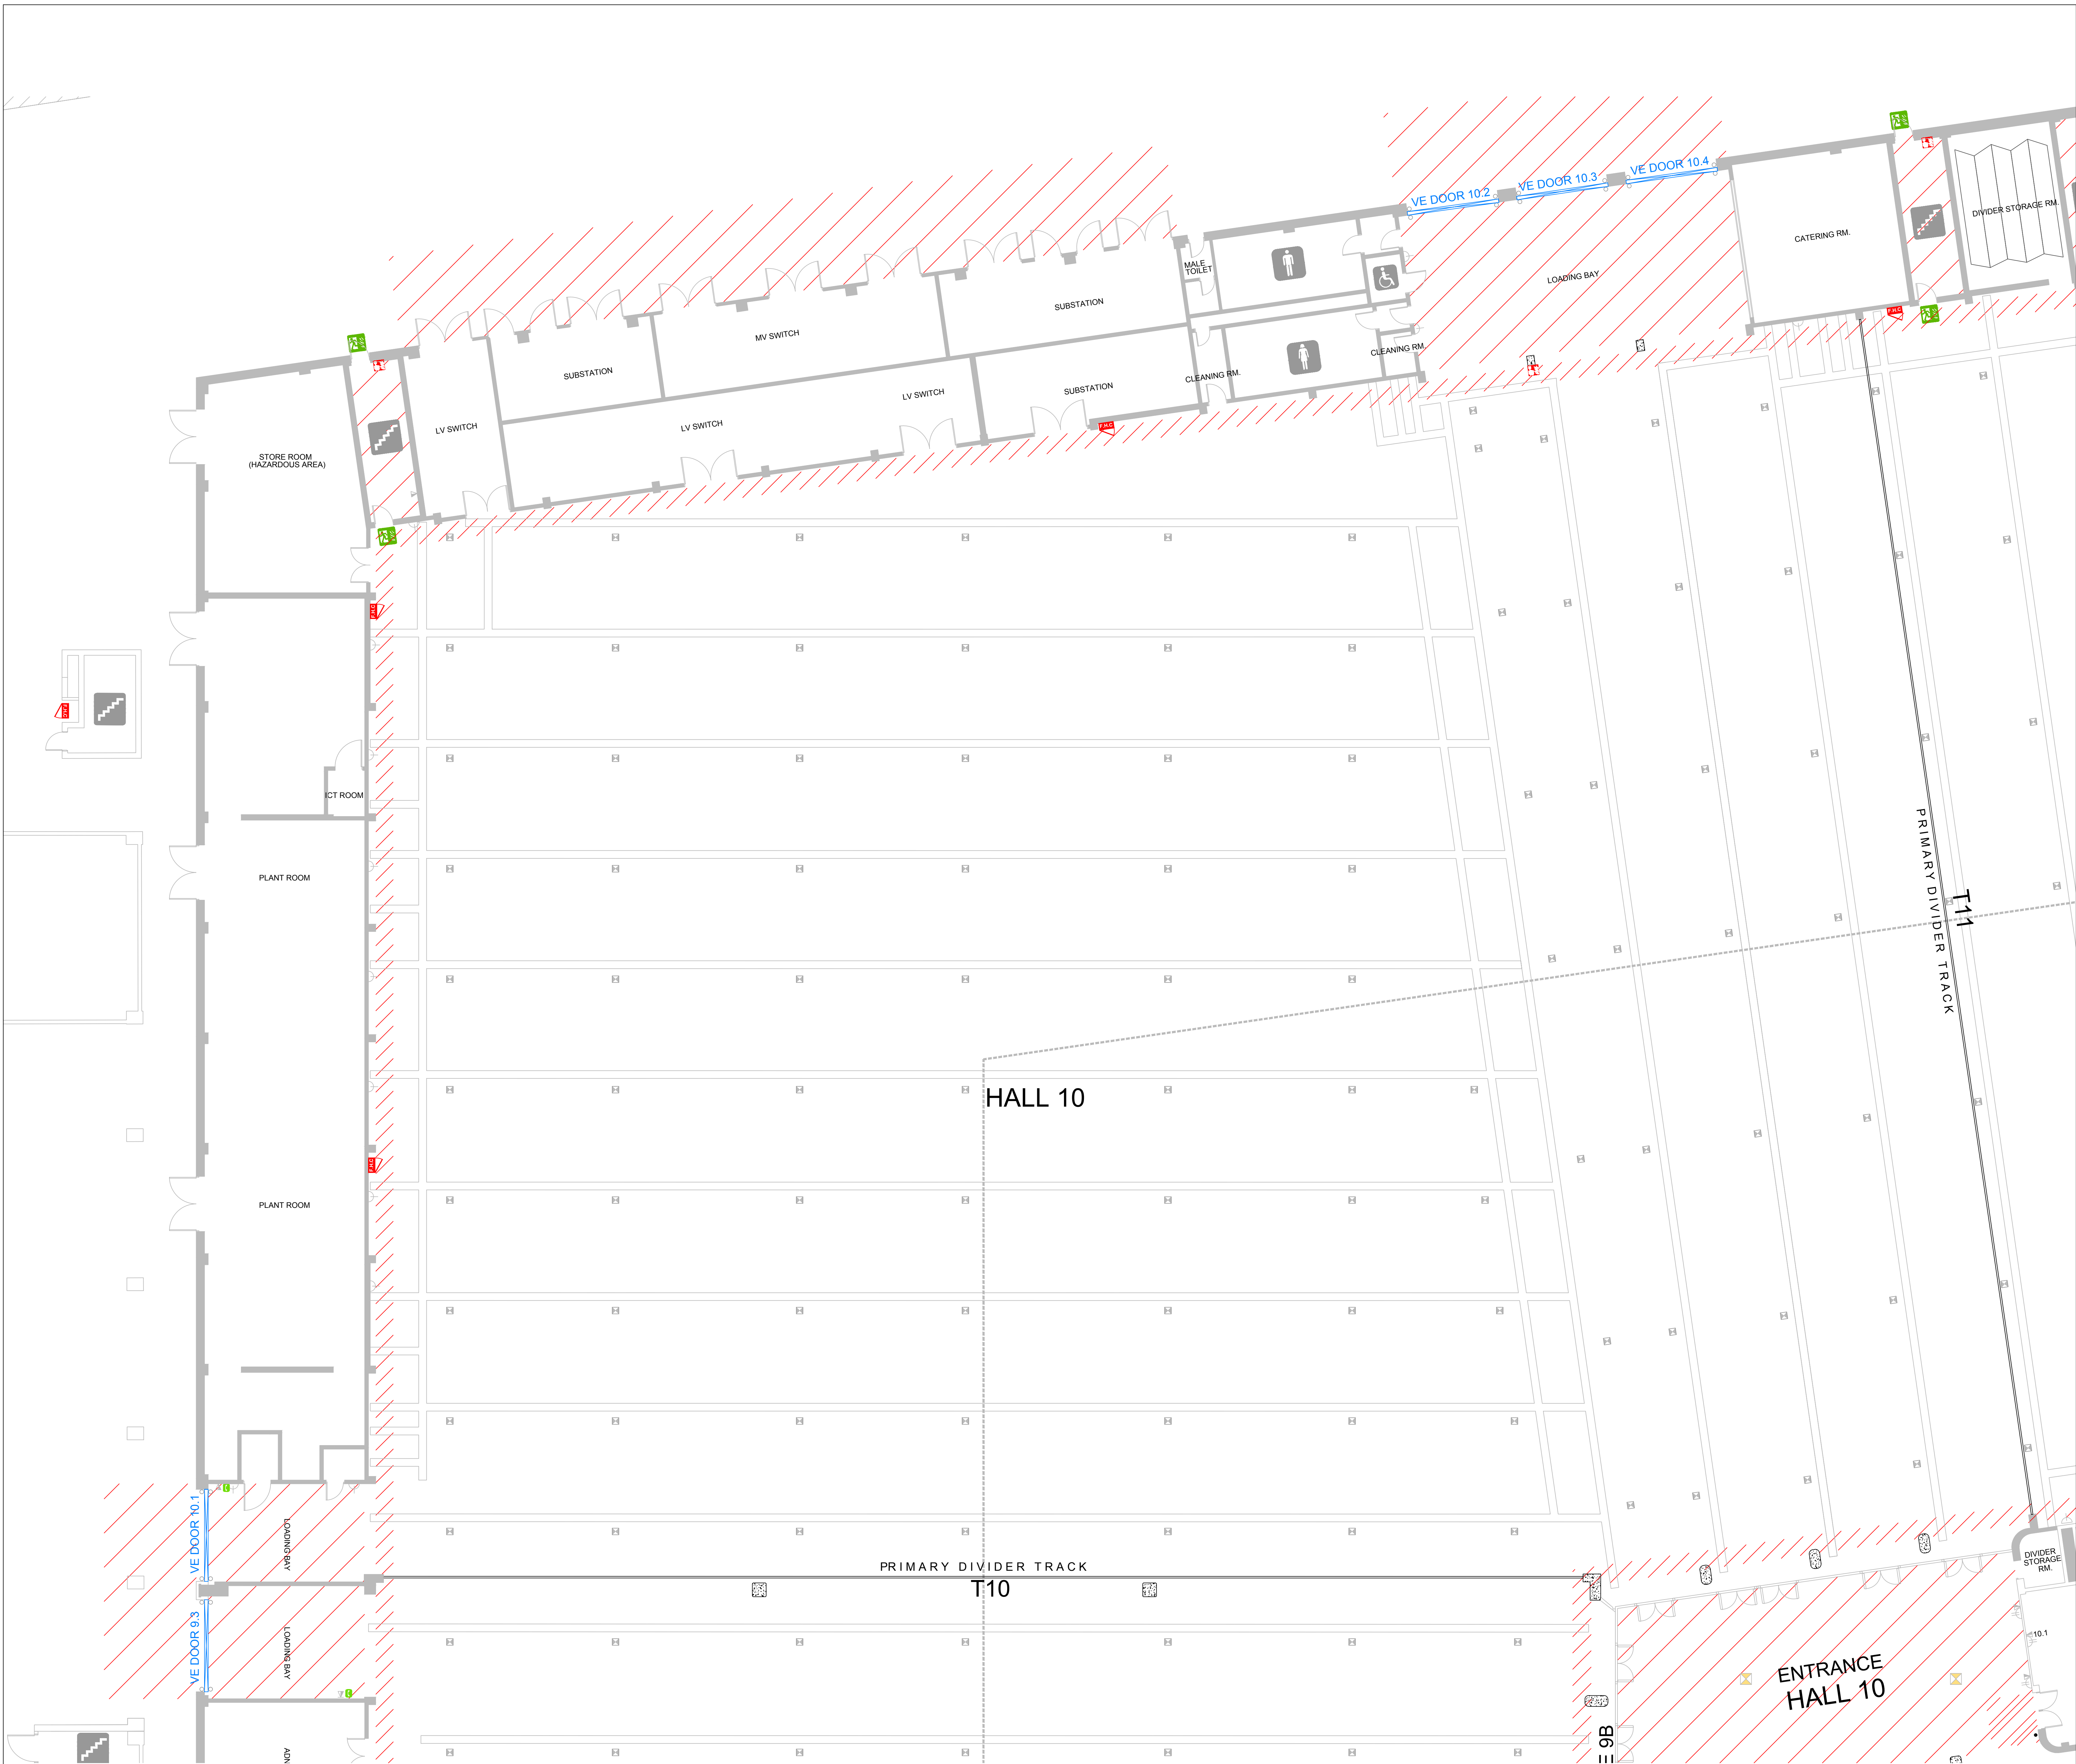 VE DOOR 10.2
VE DOOR 10.3
VE DOOR 10.4
CATERING RM.
DIVIDER STORAGE RM.
MALE
TOILET
LOADING BAY
SUBSTATION
MV SWITCH
SUBSTATION
SUBSTATION
CLEANING RM.
CLEANING RM.
LV SWITCH
LV SWITCH
LV SWITCH
F.H.C
F.H.C
STORE ROOM
(HAZARDOUS AREA)
F.H.C
F.H.C
ICT ROOM
PLANT ROOM
PRIMARY DIVIDER TRACK
T11
HALL 10
F.H.C
PLANT ROOM
VE DOOR 10.1
LOADING BAY
PRIMARY DIVIDER TRACK
T10
DIVIDER
STORAGE
RM.
VE DOOR 9.3
LOADING BAY
10.1
ENTRANCE
HALL 10
E 9B
ADN